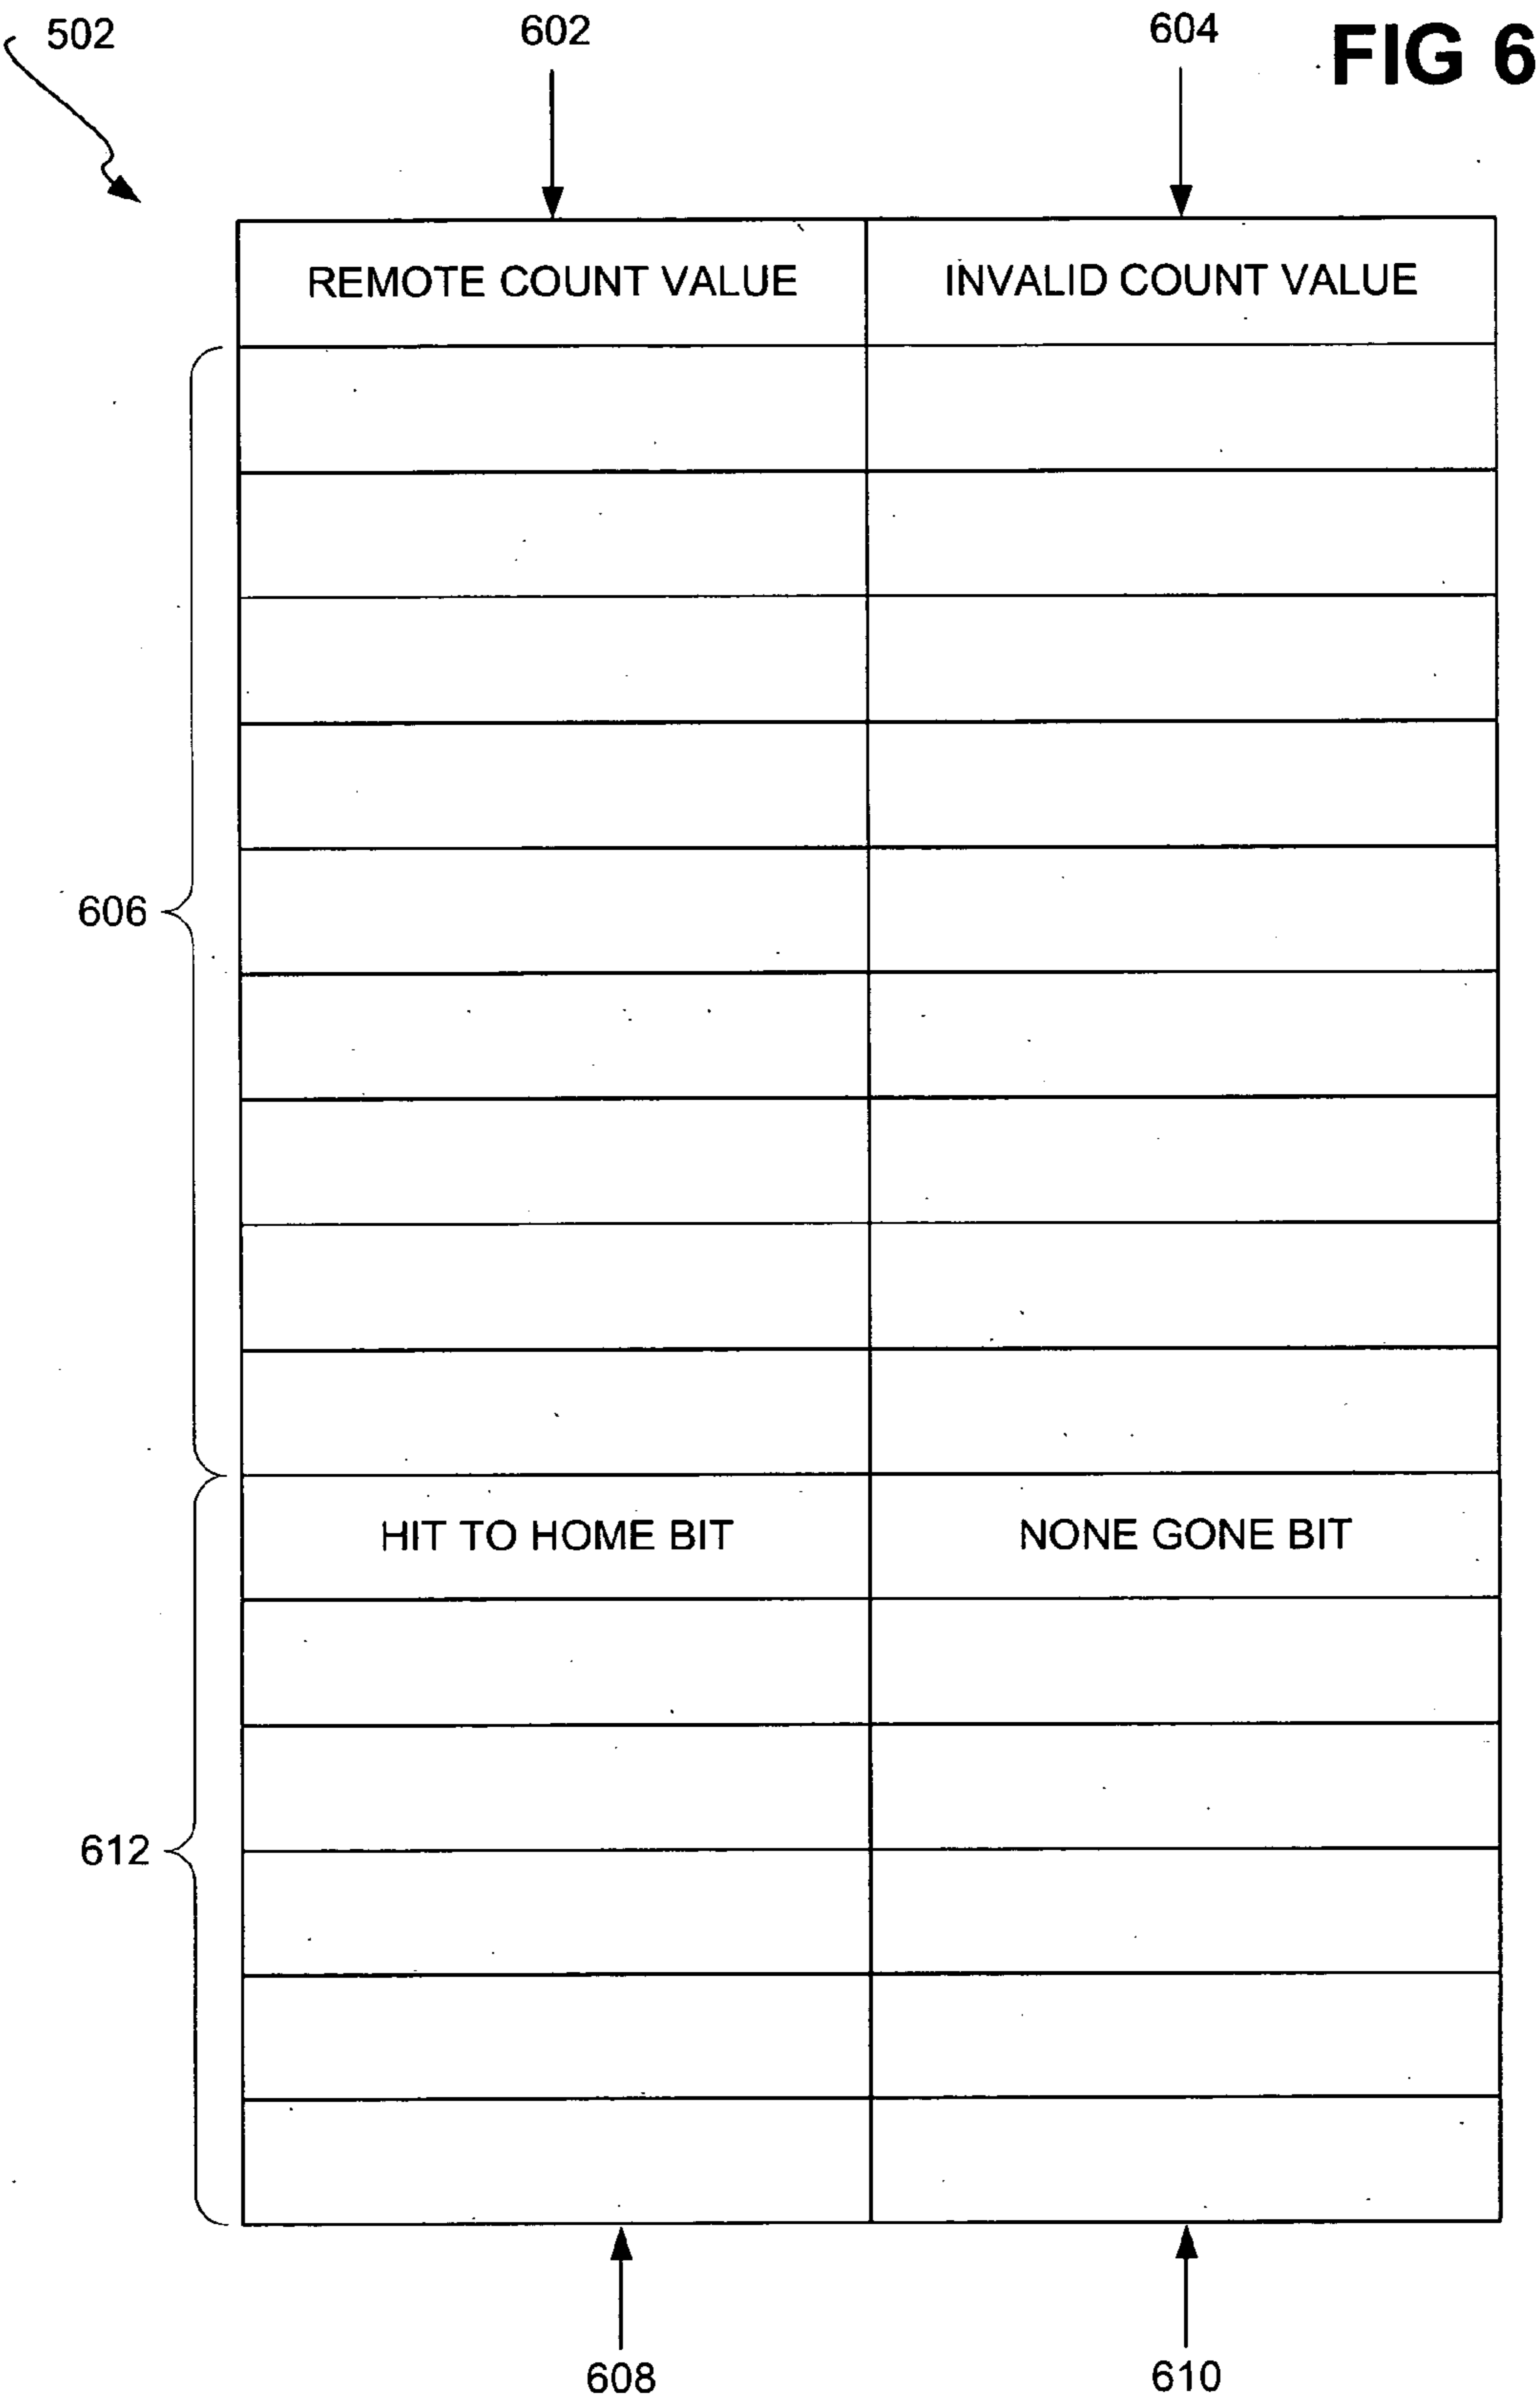 502
602
604
FIG 6
REMOTE COUNT VALUE
INVALID COUNT VALUE
606
HIT TO HOME BIT
NONE GONE BIT
612
608
610